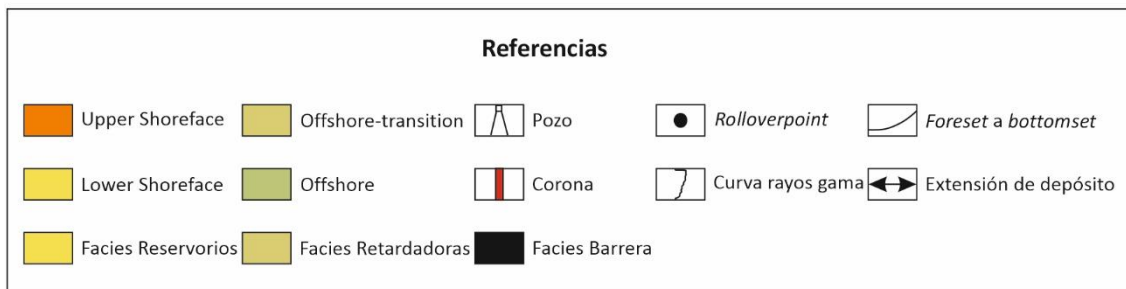 Referencias
Upper Shoreface
Offshore-transition
Pozo
Rolloverpoint
Foreset a bottomset
Lower Shoreface
Offshore
Corona
Curva rayos gama
Extensión de depósito
Facies Reservorios
Facies Retardadoras
Facies Barrera